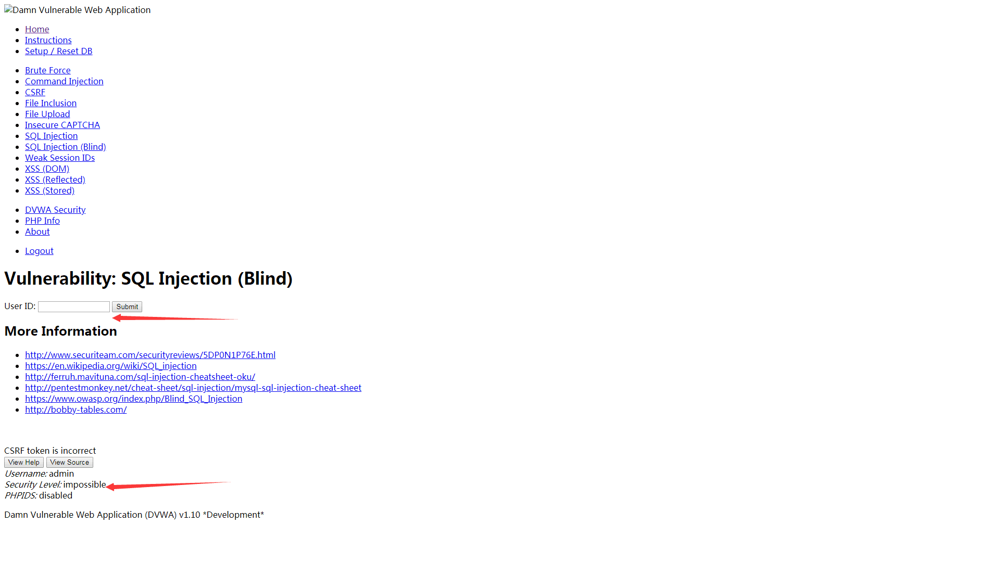 Damn Vulnerable Web Application
Home
Instructions
Setup / Reset DB
Brute Force
Command Injection
CSRF
File Inclusion
File Upload
Insecure CAPTCHA
SQL Injection
SQL Injection (Blind)
Weak Session IDs
XSS (DOM)
XSS (Reflected)
XSS (Stored)
DVWA Security
PHP Info
About
Logout
Vulnerability: SQL Injection (Blind)
User ID: Submit
More Information
http://www.securiteam.com/securityreviews/5DP0N1P76E.html
https://en.wikipedia.org/wiki/SQL_injection
http://ferruh.mavituna.com/sql-injection-cheatsheet-oku/
http://pentestmonkey.net/cheat-sheet/sql-injection/mysql-sql-injection-cheat-sheet
https://www.owasp.org/index.php/Blind_SQL_Injection
http://bobby-tables.com/
CSRF token is incorrect
View Help View Source
Username: admin
Security Level: impossible
PHPIDS: disabled
Damn Vulnerable Web Application (DVWA) v1.10 *Development*